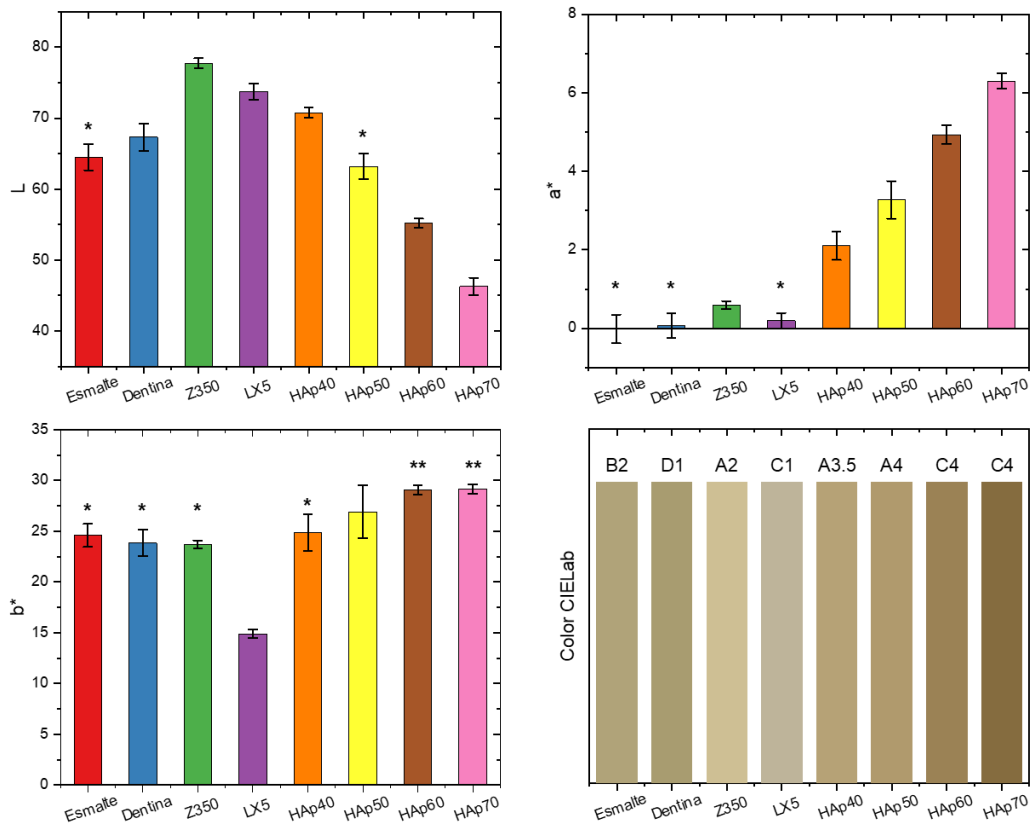 80
70
60
50
40
L
*
*
Esmalte Dentina Z350 LX5 HAp40 HAp50 HAp60 HAp70
8
6
4
2
0
a*
* * *
Esmalte Dentina Z350 LX5 HAp40 HAp50 HAp60 HAp70
35
30
25
20
15
10
5
0
b*
* * * * ** **
Esmalte Dentina Z350 LX5 HAp40 HAp50 HAp60 HAp70
B2 D1 A2 C1 A3.5 A4 C4 C4
Color CIELab
Esmalte Dentina Z350 LX5 HAp40 HAp50 HAp60 HAp70